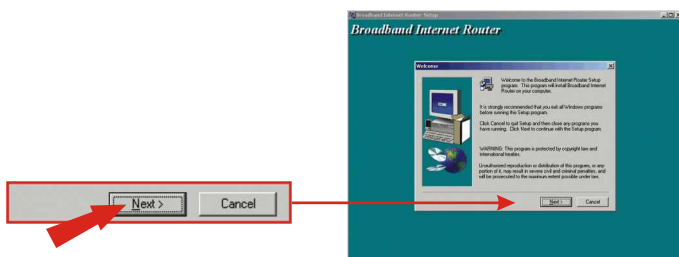 Broadband Internet Router Setup
Broadband Internet Router
Welcome
Welcome to the Broadband Internet Router Setup
program. This program will install Broadband Internet
Router on your computer.
It is strongly recommended that you exit all Windows programs
before running this Setup program.
Click Cancel to quit Setup and then close any programs you
have running. Click Next to continue with the Setup program.
WARNING: This program is protected by copyright law and
international treaties.
Unauthorized reproduction or distribution of this program, or any
portion of it, may result in severe civil and criminal penalties, and
will be prosecuted to the maximum extent possible under law.
Next > Cancel
Next > Cancel